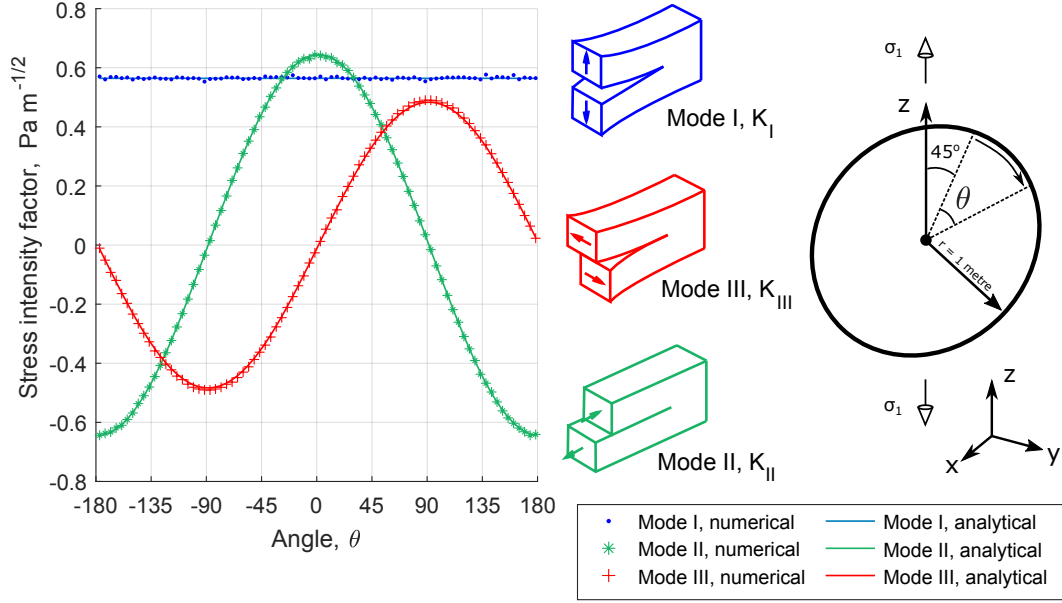 Stress intensity factor, Pa m^-1/2
0.8
0.6
0.4
0.2
0
-0.2
-0.4
-0.6
-0.8
-180 -135 -90 -45 0 45 90 135 180
Angle, θ
Mode I, K_I
Mode III, K_III
Mode II, K_II
σ₁
z
45°
θ
r = 1 metre
σ₁
z
x
y
Mode I, numerical
Mode II, numerical
Mode III, numerical
Mode I, analytical
Mode II, analytical
Mode III, analytical